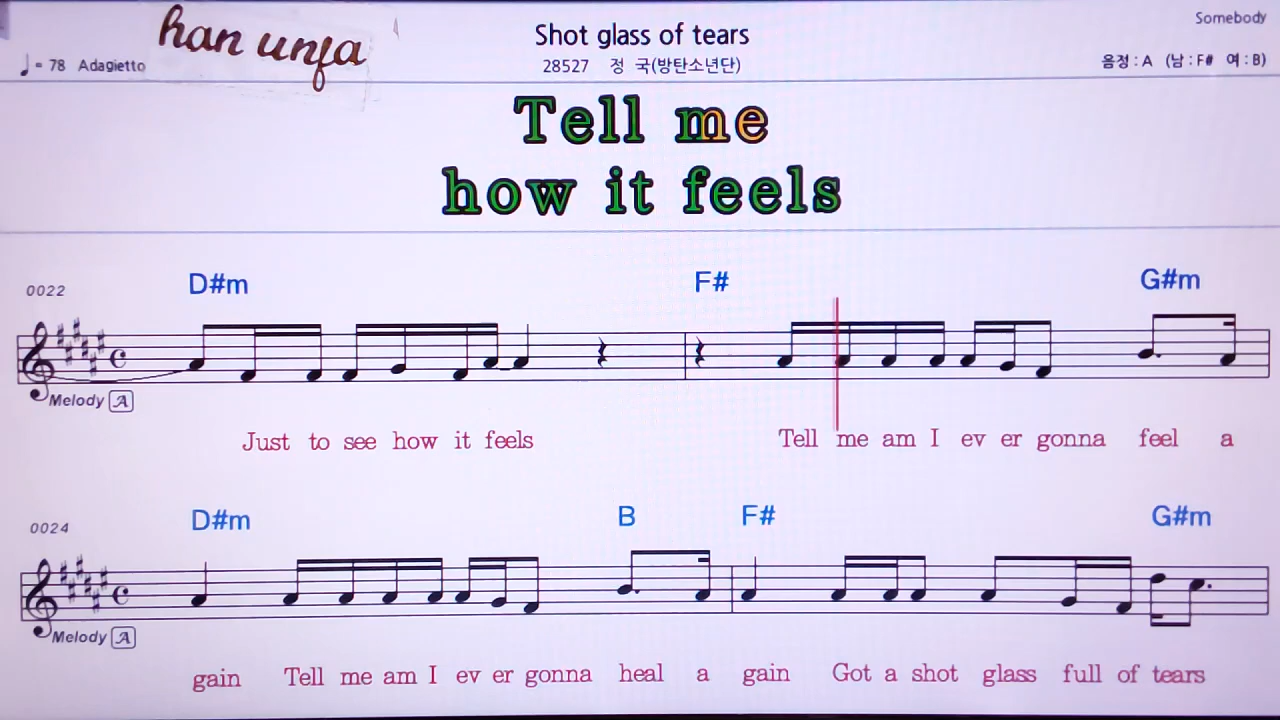 Somebody
han unfa
Shot glass of tears
♩= 78 Adagietto
28527 정 국(방탄소년단)
음정 : A (남 : F# 여 : B)
Tell me
how it feels
0022
D#m F# G#m
Melody A
Just to see how it feels Tell me am I ev er gonna feel a
0024
D#m B F# G#m
Melody A
gain Tell me am I ev er gonna heal a gain Got a shot glass full of tears